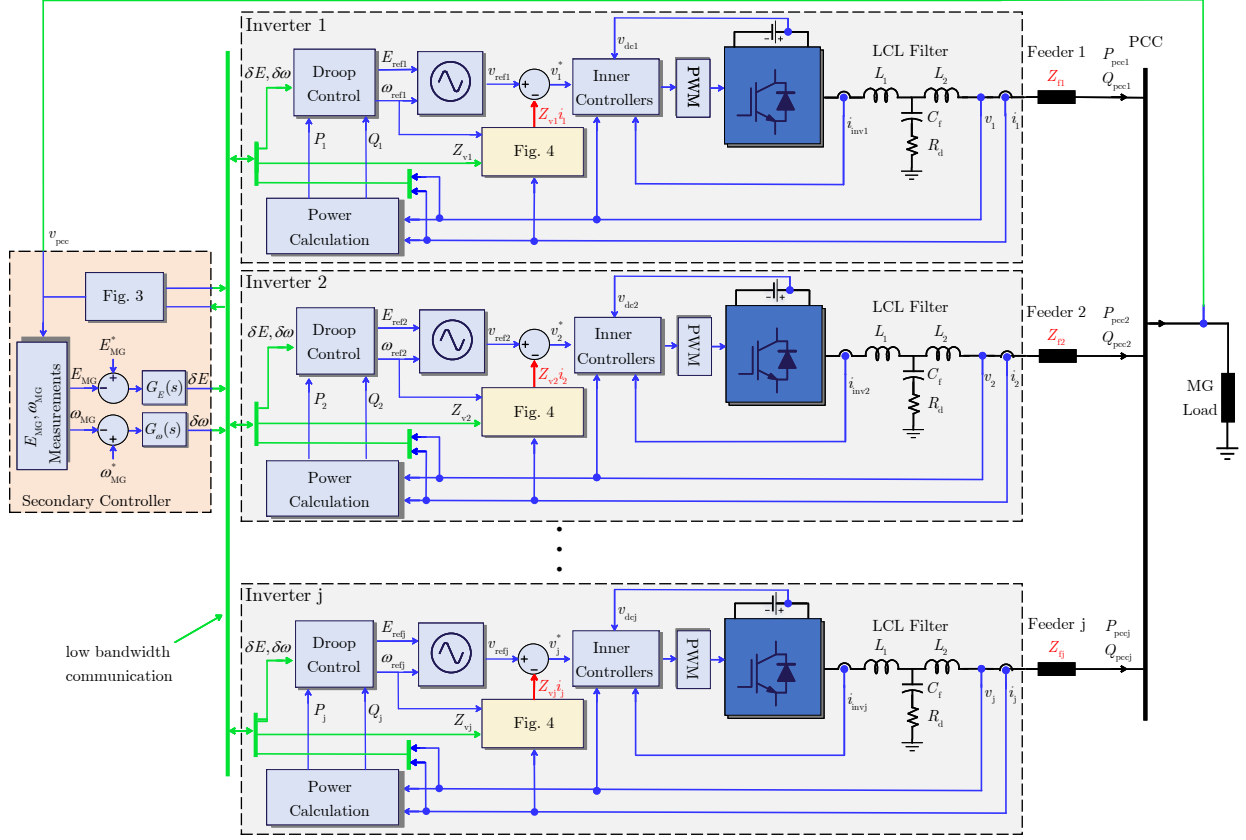 Inverter 1
δE, δω
Droop
Control
E_ref1
ω_ref1
v_ref1
v_1^*
v_dc1
Inner
Controllers
PWM
LCL Filter
L_1
L_2
C_f
R_d
Feeder 1
Z_f1
P_pcc1
Q_pcc1
PCC
Z_v1 i_1
Z_v1
Fig. 4
P_1
Q_1
Power
Calculation
i_inv1
v_1
i_1
v_pcc
Inverter 2
δE, δω
Droop
Control
E_ref2
ω_ref2
v_ref2
v_2^*
v_dc2
Inner
Controllers
PWM
LCL Filter
L_1
L_2
C_f
R_d
Feeder 2
Z_f2
P_pcc2
Q_pcc2
Z_v2 i_2
Z_v2
Fig. 4
P_2
Q_2
Power
Calculation
i_inv2
v_2
i_2
MG
Load
Fig. 3
E_MG^*
E_MG
G_E(s)
δE
ω_MG
G_ω(s)
δω
ω_MG^*
E_MG, ω_MG
Measurements
Secondary Controller
Inverter j
δE, δω
Droop
Control
E_refj
ω_refj
v_refj
v_j^*
v_dcj
Inner
Controllers
PWM
LCL Filter
L_1
L_2
C_f
R_d
Feeder j
Z_fj
P_pccj
Q_pccj
Z_vj i_j
Z_vj
Fig. 4
P_j
Q_j
Power
Calculation
i_invj
v_j
i_j
low bandwidth
communication